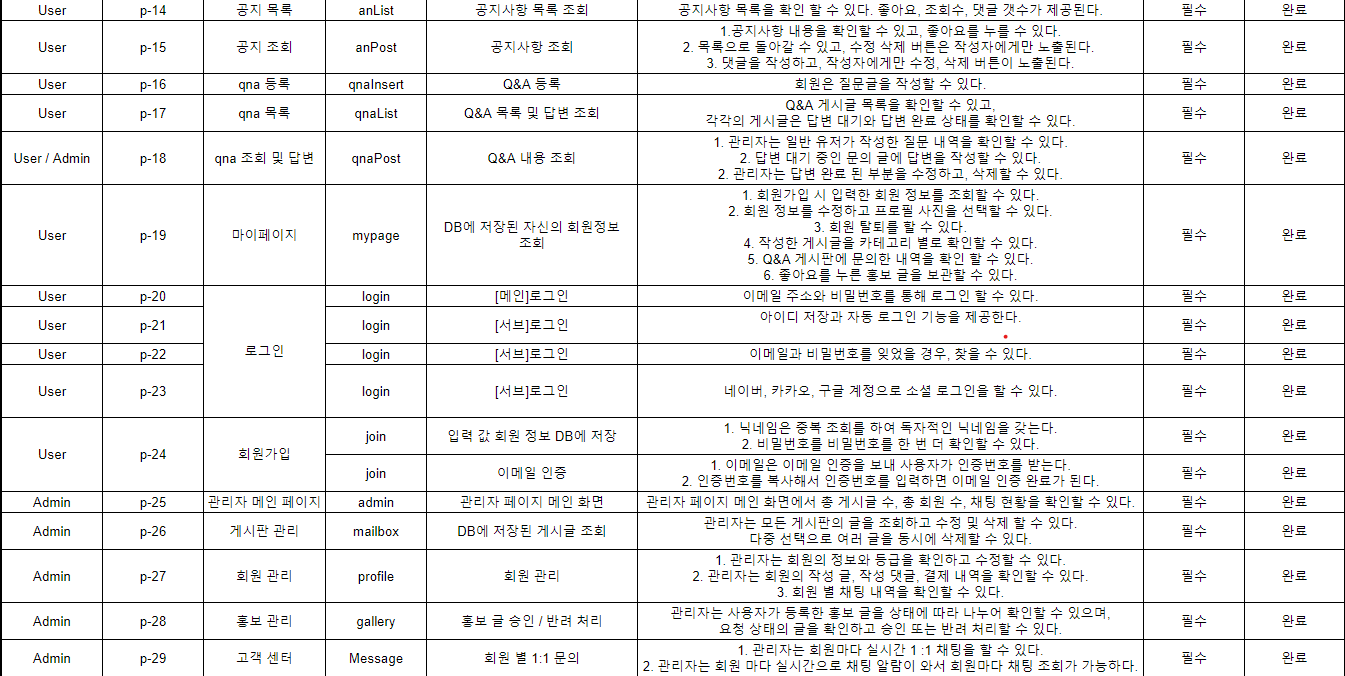 User p-14 공지 목록 anList 공지사항 목록 조회 공지사항 목록을 확인 할 수 있다. 좋아요, 조회수, 댓글 갯수가 제공된다. 필수 완료
User p-15 공지 조회 anPost 공지사항 조회 1.공지사항 내용을 확인할 수 있고, 좋아요를 누를 수 있다.
2. 목록으로 돌아갈 수 있고, 수정 삭제 버튼은 작성자에게만 노출된다.
3. 댓글을 작성하고, 작성자에게만 수정, 삭제 버튼이 노출된다.
필수 완료
User p-16 qna 등록 qnaInsert Q&A 등록 회원은 질문글을 작성할 수 있다. 필수 완료
User p-17 qna 목록 qnaList Q&A 목록 및 답변 조회 Q&A 게시글 목록을 확인할 수 있고,
각각의 게시글은 답변 대기와 답변 완료 상태를 확인할 수 있다.
필수 완료
User / Admin p-18 qna 조회 및 답변 qnaPost Q&A 내용 조회 1. 관리자는 일반 유저가 작성한 질문 내역을 확인할 수 있다.
2. 답변 대기 중인 문의 글에 답변을 작성할 수 있다.
2. 관리자는 답변 완료 된 부분을 수정하고, 삭제할 수 있다.
필수 완료
User p-19 마이페이지 mypage DB에 저장된 자신의 회원정보
조회
1. 회원가입 시 입력한 회원 정보를 조회할 수 있다.
2. 회원 정보를 수정하고 프로필 사진을 선택할 수 있다.
3. 회원 탈퇴를 할 수 있다.
4. 작성한 게시글을 카테고리 별로 확인할 수 있다.
5. Q&A 게시판에 문의한 내역을 확인 할 수 있다.
6. 좋아요를 누른 홍보 글을 보관할 수 있다.
필수 완료
User p-20 로그인 login [메인]로그인 이메일 주소와 비밀번호를 통해 로그인 할 수 있다. 필수 완료
User p-21 login [서브]로그인 아이디 저장과 자동 로그인 기능을 제공한다. 필수 완료
User p-22 login [서브]로그인 이메일과 비밀번호를 잊었을 경우, 찾을 수 있다. 필수 완료
User p-23 login [서브]로그인 네이버, 카카오, 구글 계정으로 소셜 로그인을 할 수 있다. 필수 완료
User p-24 회원가입 join 입력 값 회원 정보 DB에 저장 1. 닉네임은 중복 조회를 하여 독자적인 닉네임을 갖는다.
2. 비밀번호를 비밀번호를 한 번 더 확인할 수 있다.
필수 완료
join 이메일 인증 1. 이메일은 이메일 인증을 보내 사용자가 인증번호를 받는다.
2. 인증번호를 복사해서 인증번호를 입력하면 이메일 인증 완료가 된다.
필수 완료
Admin p-25 관리자 메인 페이지 admin 관리자 페이지 메인 화면 관리자 페이지 메인 화면에서 총 게시글 수, 총 회원 수, 채팅 현황을 확인할 수 있다. 필수 완료
Admin p-26 게시판 관리 mailbox DB에 저장된 게시글 조회 관리자는 모든 게시판의 글을 조회하고 수정 및 삭제 할 수 있다.
다중 선택으로 여러 글을 동시에 삭제할 수 있다.
필수 완료
Admin p-27 회원 관리 profile 회원 관리 1. 관리자는 회원의 정보와 등급을 확인하고 수정할 수 있다.
2. 관리자는 회원의 작성 글, 작성 댓글, 결제 내역을 확인할 수 있다.
3. 회원 별 채팅 내역을 확인할 수 있다.
필수 완료
Admin p-28 홍보 관리 gallery 홍보 글 승인 / 반려 처리 관리자는 사용자가 등록한 홍보 글을 상태에 따라 나누어 확인할 수 있으며,
요청 상태의 글을 확인하고 승인 또는 반려 처리할 수 있다.
필수 완료
Admin p-29 고객 센터 Message 회원 별 1:1 문의 1. 관리자는 회원마다 실시간 1 :1 채팅을 할 수 있다.
2. 관리자는 회원 마다 실시간으로 채팅 알람이 와서 회원마다 채팅 조회가 가능하다.
필수 완료